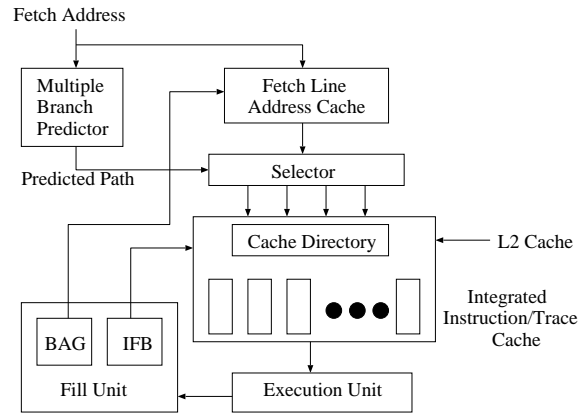 Fetch Address
Multiple
Branch
Predictor
Fetch Line
Address Cache
Predicted Path
Selector
Cache Directory
L2 Cache
Integrated
Instruction/Trace
Cache
BAG
IFB
Fill Unit
Execution Unit